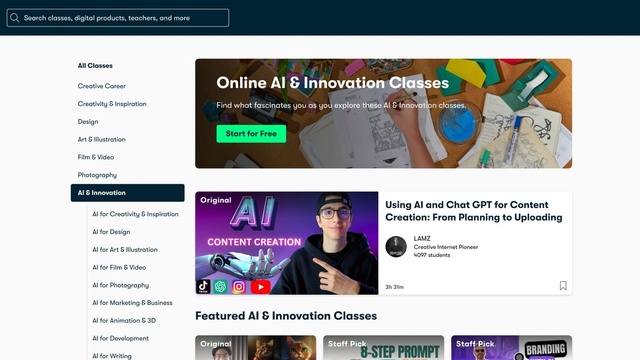 Search classes, digital products, teachers, and more
All Classes
Creative Career
Creativity & Inspiration
Design
Art & Illustration
Film & Video
Photography
AI & Innovation
AI for Creativity & Inspiration
AI for Design
AI for Art & Illustration
AI for Film & Video
AI for Photography
AI for Marketing & Business
AI for Animation & 3D
AI for Development
AI for Writing
Online AI & Innovation Classes
Find what fascinates you as you explore these AI & Innovation classes.
Start for Free
Original
AI
CONTENT CREATION
Using AI and Chat GPT for Content
Creation: From Planning to Uploading
LAMZ
Creative Internet Pioneer
4097 students
3h 31m
Featured AI & Innovation Classes
Original
Staff Pick
8-STEP PROMPT
Staff Pick
BRANDING